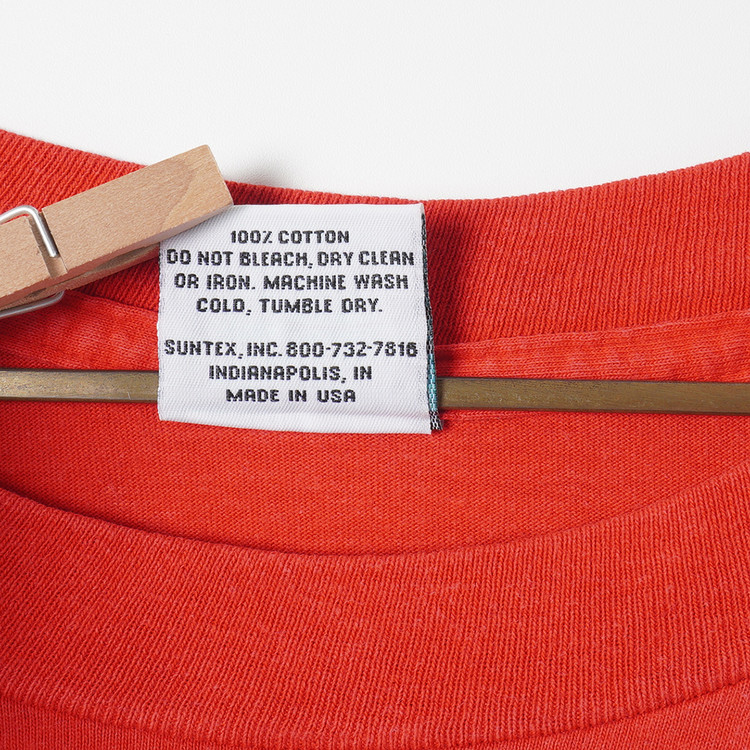 100% COTTON
DO NOT BLEACH, DRY CLEAN
OR IRON. MACHINE WASH
COLD, TUMBLE DRY.
SUNTEX, INC. 800-732-7816
INDIANAPOLIS, IN
MADE IN USA